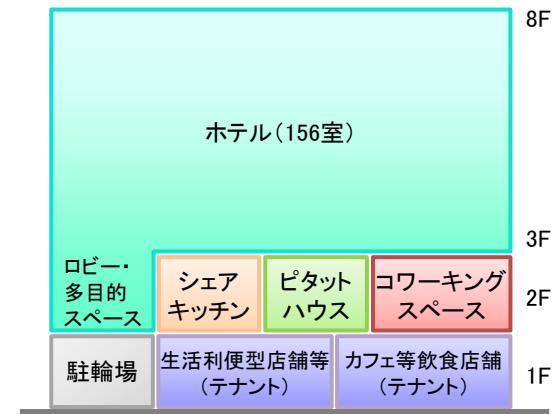 8F
ホテル(156室)
3F
ロビー・
多目的
スペース
シェア
キッチン
ピタット
ハウス
コワーキング
スペース
2F
駐輪場
生活利便型店舗等
(テナント)
カフェ等飲食店舗
(テナント)
1F